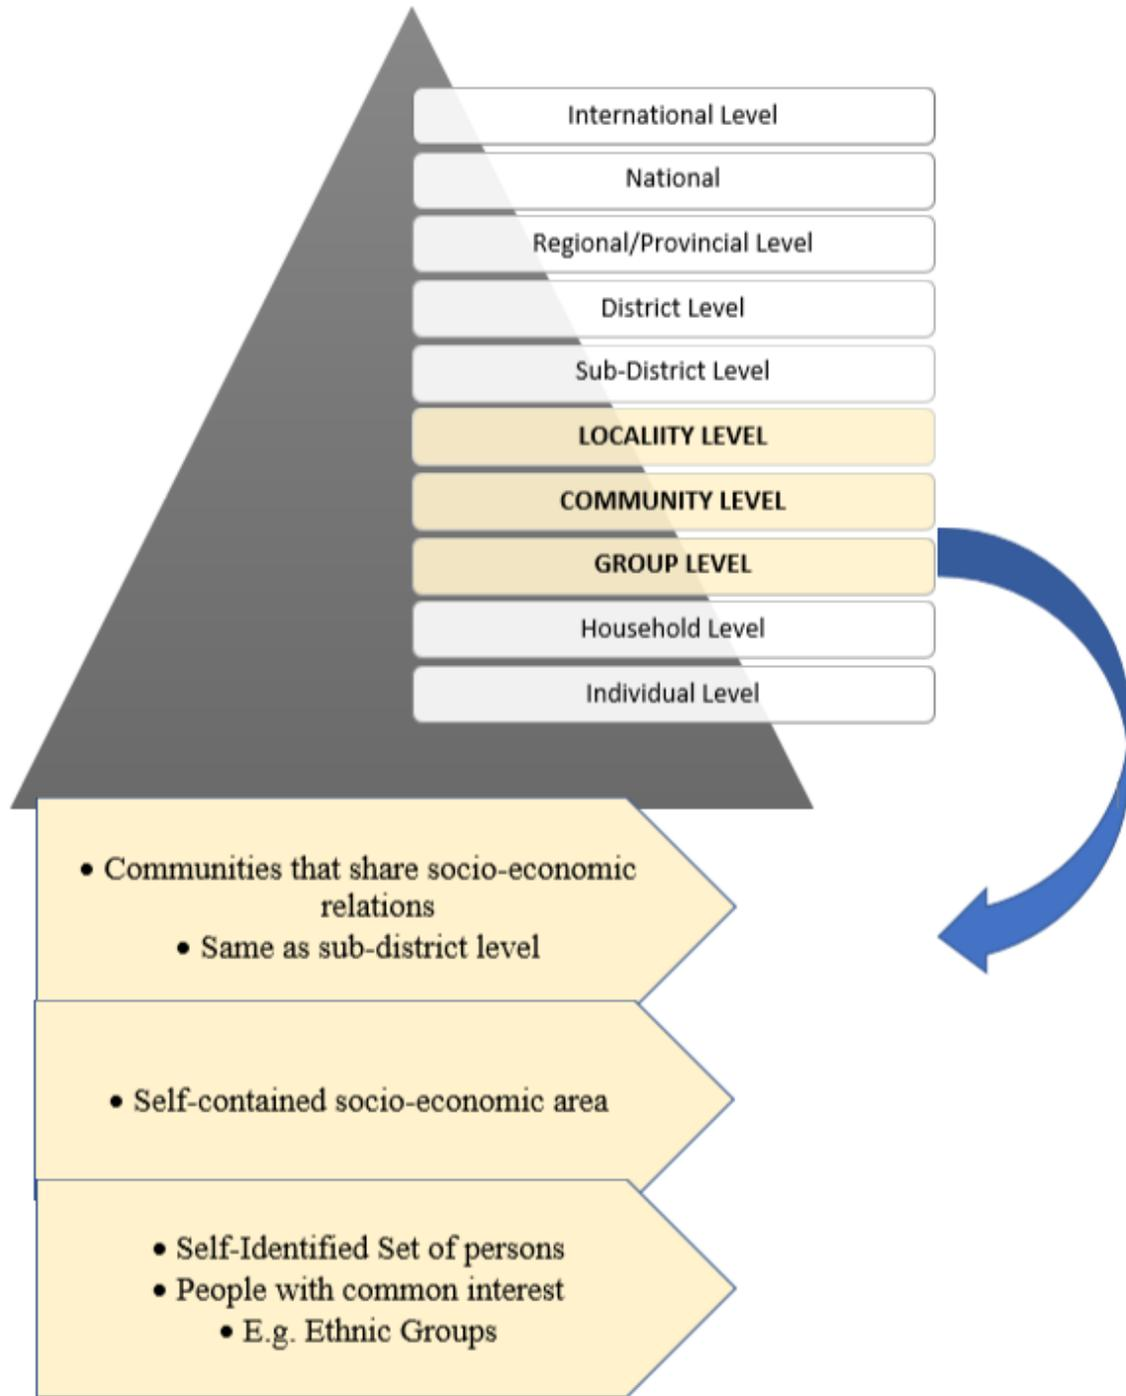 International Level
National
Regional/Provincial Level
District Level
Sub-District Level
LOCALIITY LEVEL
COMMUNITY LEVEL
GROUP LEVEL
Household Level
Individual Level
• Communities that share socio-economic
relations
• Same as sub-district level
• Self-contained socio-economic area
• Self-Identified Set of persons
• People with common interest
• E.g. Ethnic Groups